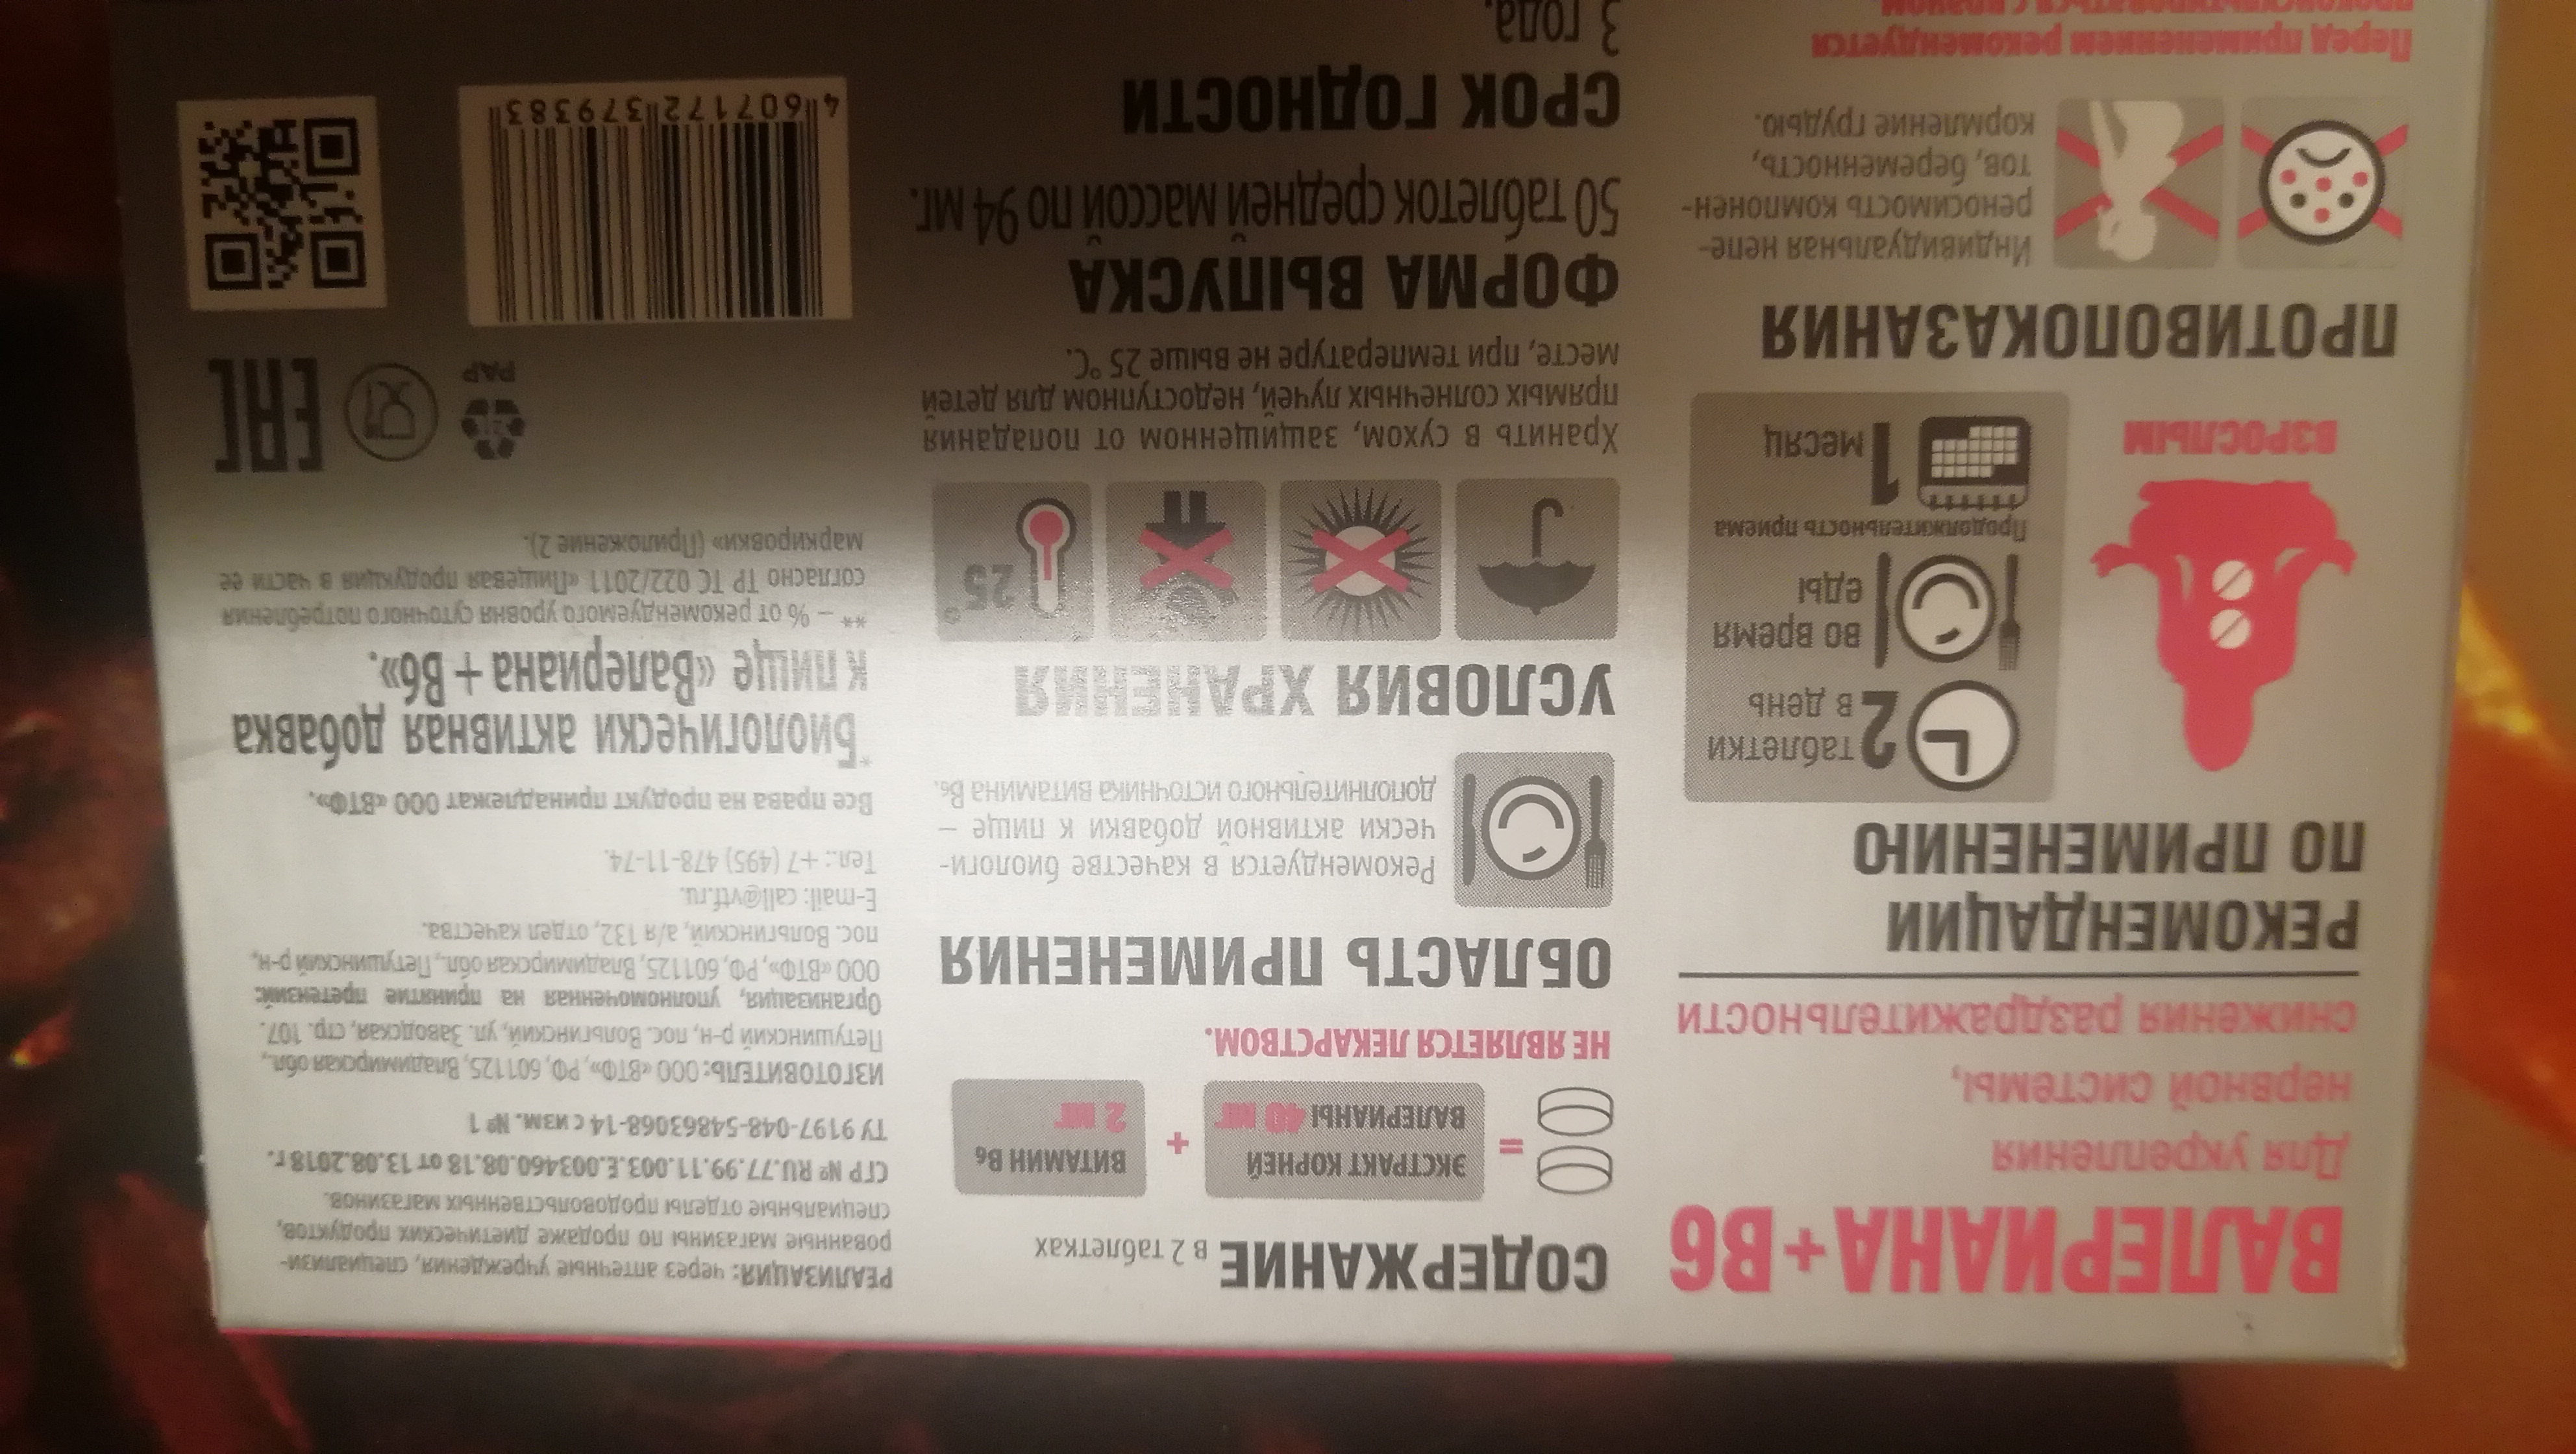 ВАЛЕРИАНА+В6
Для укрепления
нервной системы,
снижения раздражительности
РЕКОМЕНДАЦИИ
ПО ПРИМЕНЕНИЮ
ВЗРОСЛЫМ
2 таблетки
в день
во время
еды
Продолжительность приема
1 месяц
ПРОТИВОПОКАЗАНИЯ
Индивидуальная непе-
реносимость компонен-
тов, беременность,
кормление грудью.
Перед применением рекомендуется
проконсультироваться с врачом.
СОДЕРЖАНИЕ в 2 таблетках
=
ЭКСТРАКТ КОРНЕЙ
ВАЛЕРИАНЫ 40 МГ
+
ВИТАМИН В6
2 МГ
НЕ ЯВЛЯЕТСЯ ЛЕКАРСТВОМ.
ОБЛАСТЬ ПРИМЕНЕНИЯ
Рекомендуется в качестве биологи-
чески активной добавки к пище –
дополнительного источника витамина В6.
УСЛОВИЯ ХРАНЕНИЯ
25°
Хранить в сухом, защищенном от попадания
прямых солнечных лучей, недоступном для детей
месте, при температуре не выше 25 °С.
ФОРМА ВЫПУСКА
50 таблеток средней массой по 94 мг.
СРОК ГОДНОСТИ
3 года.
РЕАЛИЗАЦИЯ: через аптечные учреждения, специализи-
рованные магазины по продаже диетических продуктов,
специальные отделы продовольственных магазинов.
СГР № RU.77.99.11.003.E.003460.08.18 от 13.08.2018 г.
ТУ 9197-048-54863068-14 с изм. № 1
ИЗГОТОВИТЕЛЬ: ООО «ВТФ», РФ, 601125, Владимирская обл.,
Петушинский р-н, пос. Вольгинский, ул. Заводская, стр. 107.
Организация, уполномоченная на принятие претензий:
ООО «ВТФ», РФ, 601125, Владимирская обл., Петушинский р-н,
пос. Вольгинский, а/я 132, отдел качества.
E-mail: call@vtf.ru.
Тел.: +7 (495) 478-11-74.
Все права на продукт принадлежат ООО «ВТФ».
*Биологически активная добавка
к пище «Валериана + В6».
** – % от рекомендуемого уровня суточного потребления
согласно ТР ТС 022/2011 «Пищевая продукция в части ее
маркировки» (Приложение 2).
21
PAP
EAC
4 607172 379383